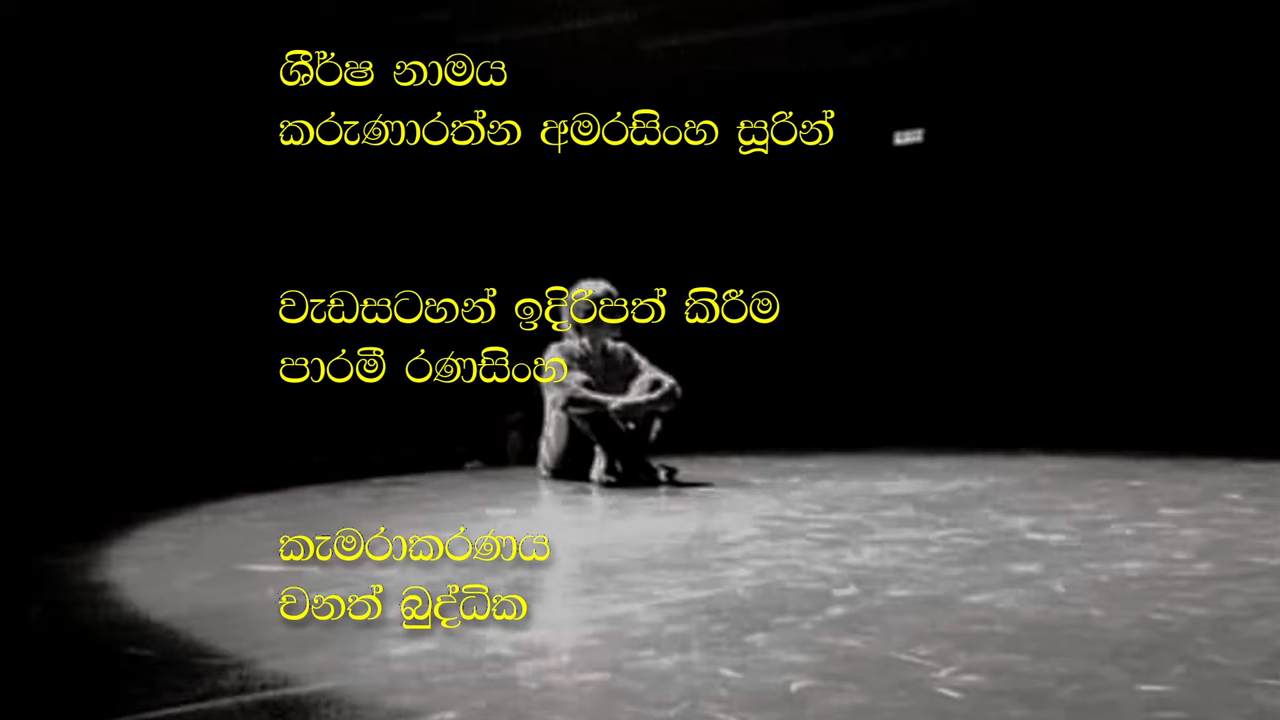 ශීර්ෂ නාමය
කරුණාරත්න අමරසිංහ සූරින්
වැඩසටහන් ඉදිරිපත් කිරීම
පාරමී රණසිංහ
කැමරාකරණය
චනත් බුද්ධික